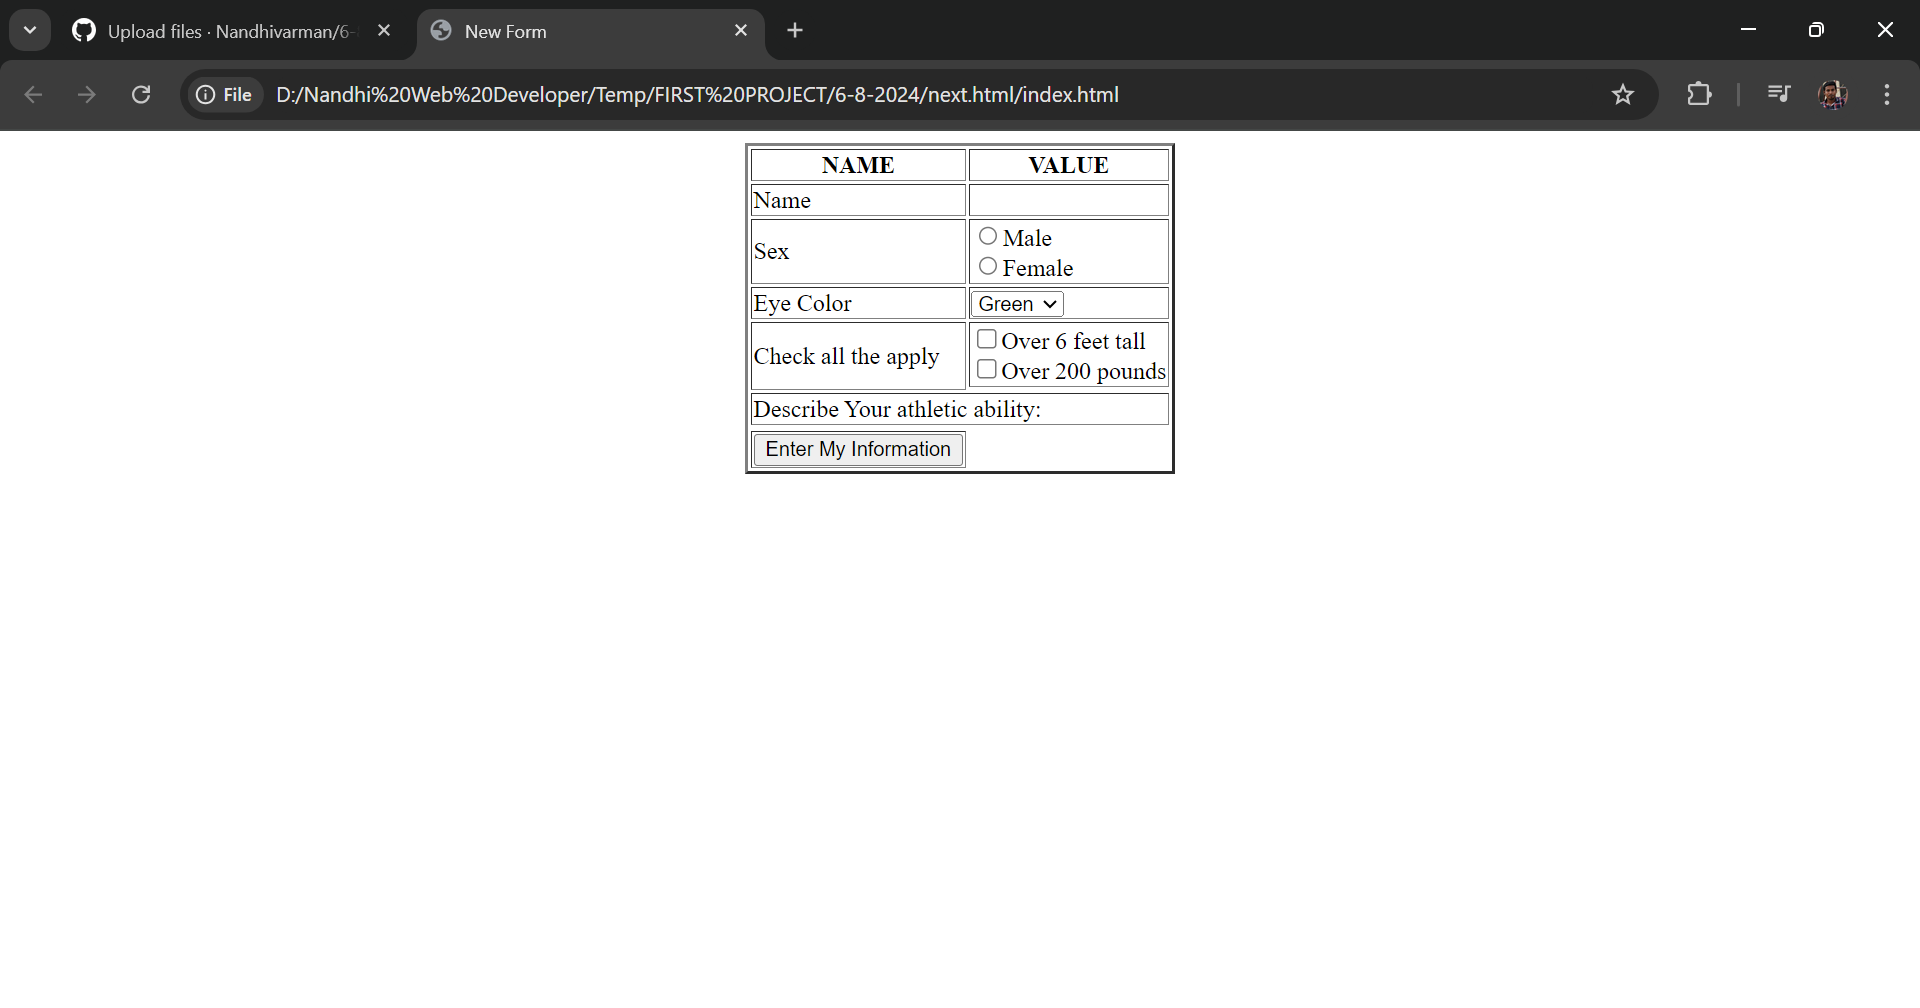 Upload files · Nandhivarman/6-
New Form
File
D:/Nandhi%20Web%20Developer/Temp/FIRST%20PROJECT/6-8-2024/next.html/index.html
NAME VALUE
Name
Sex
Male
Female
Eye Color Green
Check all the apply
Over 6 feet tall
Over 200 pounds
Describe Your athletic ability:
Enter My Information